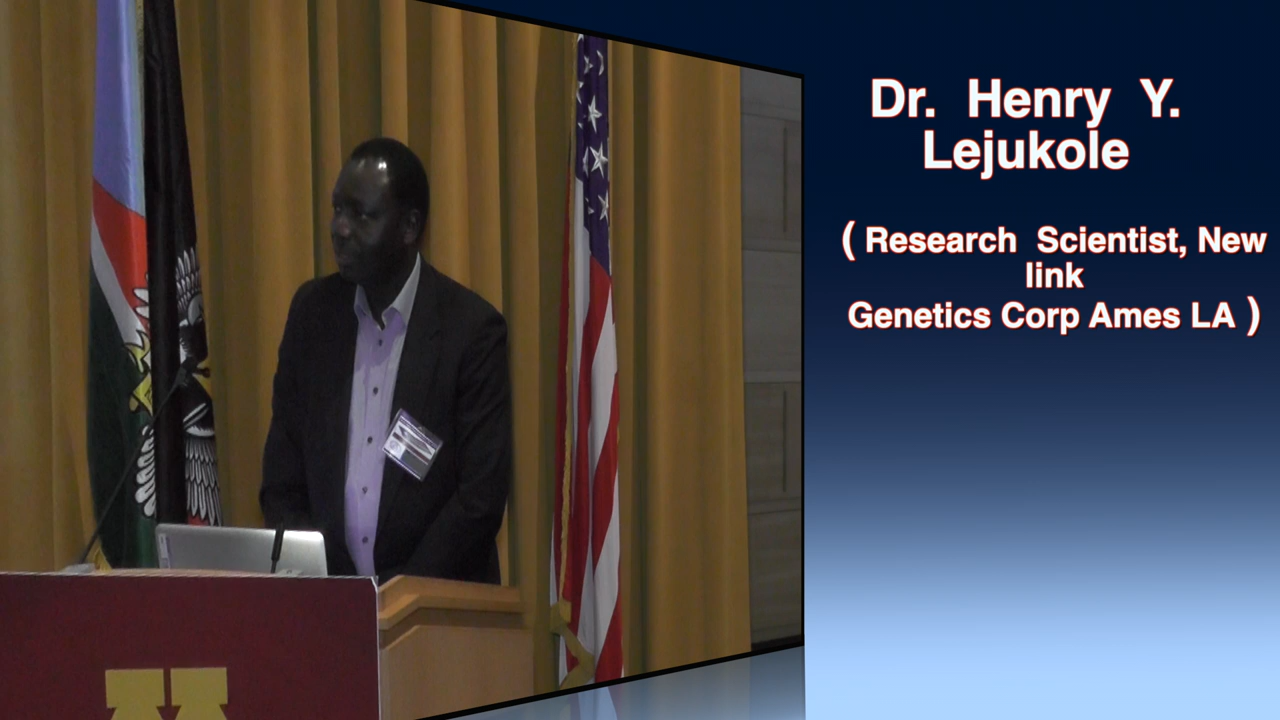 Dr. Henry Y.
Lejukole
( Research Scientist, New
link
Genetics Corp Ames LA )